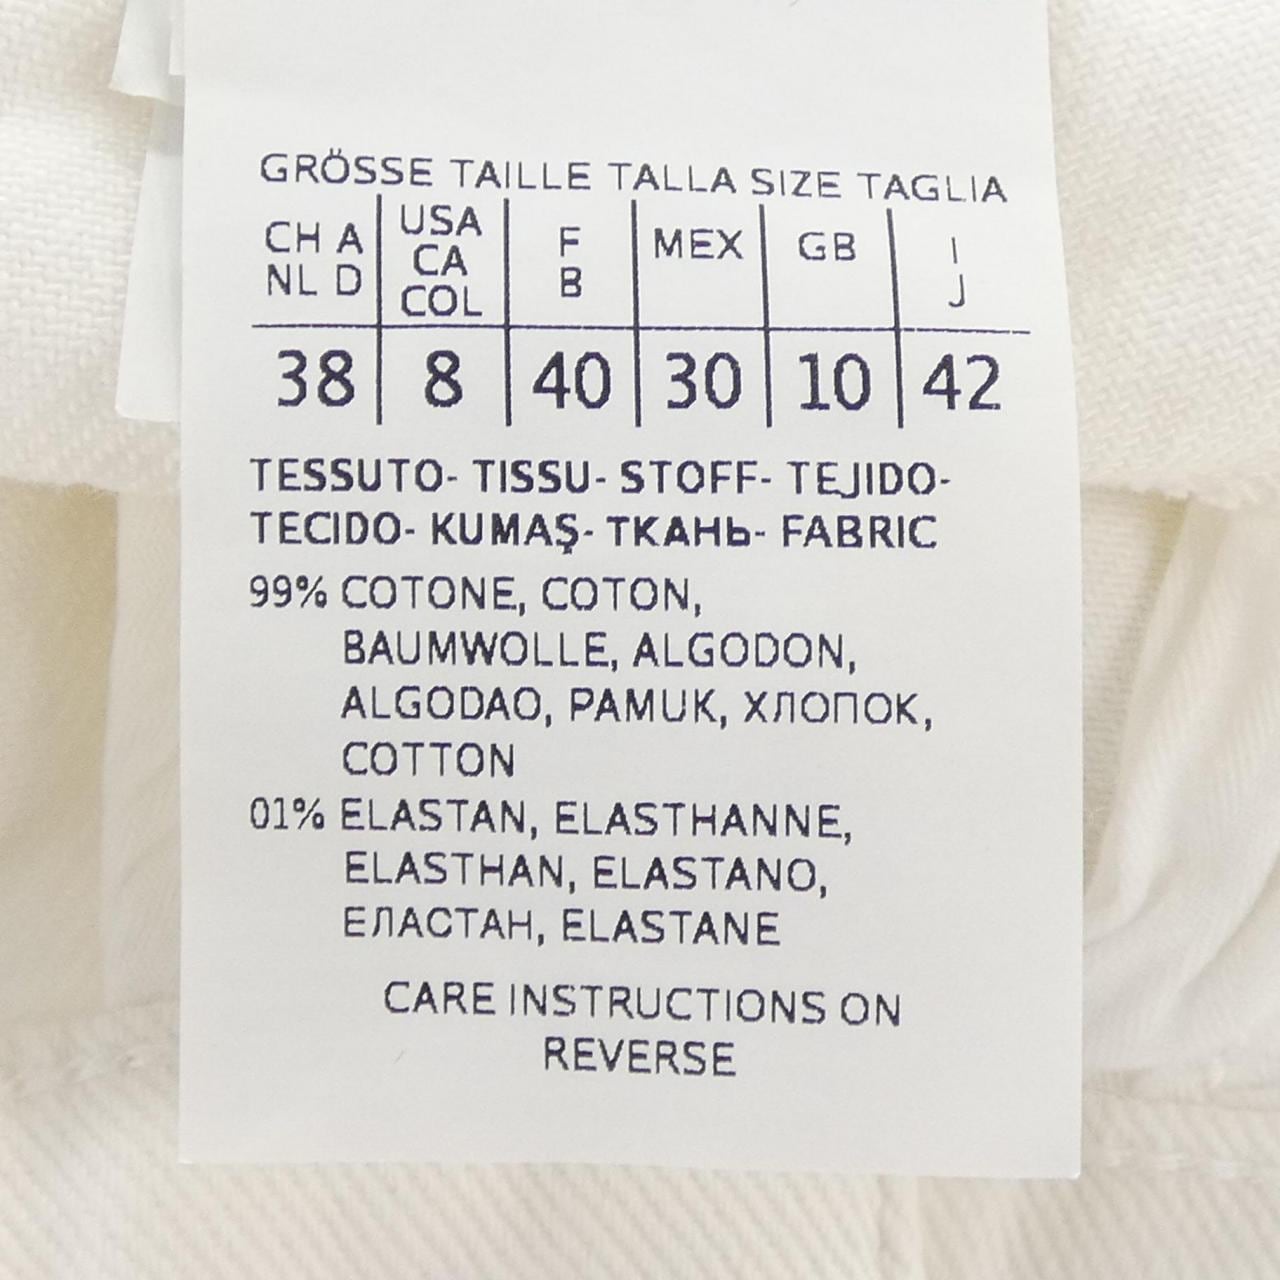 GRÖSSE TAILLE TALLA SIZE TAGLIA
CH A NL D USA CA COL F B MEX GB I J
38 8 40 30 10 42
TESSUTO- TISSU- STOFF- TEJIDO-
TECIDO- KUMAŞ- ТКАНЬ- FABRIC
99% COTONE, COTON,
BAUMWOLLE, ALGODON,
ALGODAO, PAMUK, ХЛОПОК,
COTTON
01% ELASTAN, ELASTHANNE,
ELASTHAN, ELASTANO,
ЕЛАСТАН, ELASTANE
CARE INSTRUCTIONS ON
REVERSE